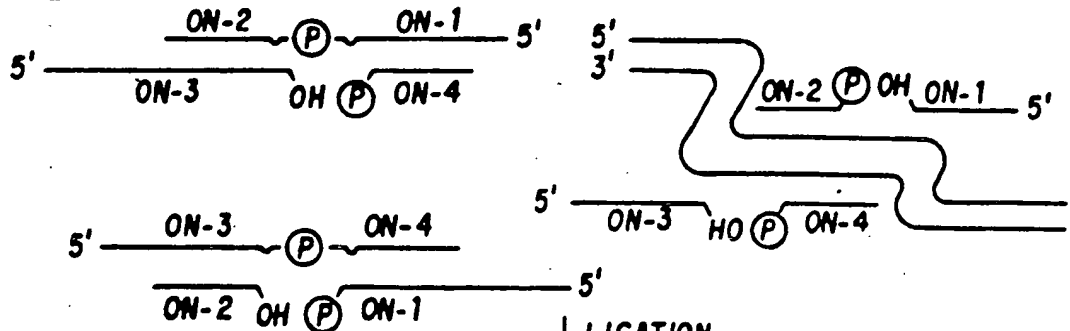 ON-2 P ON-1 5'
5' ON-3 OH P ON-4
5'
3'
ON-2 P OH ON-1 5'
5' ON-3 HO P ON-4
5' ON-3 P ON-4
ON-2 OH P ON-1 5'
LIGATION